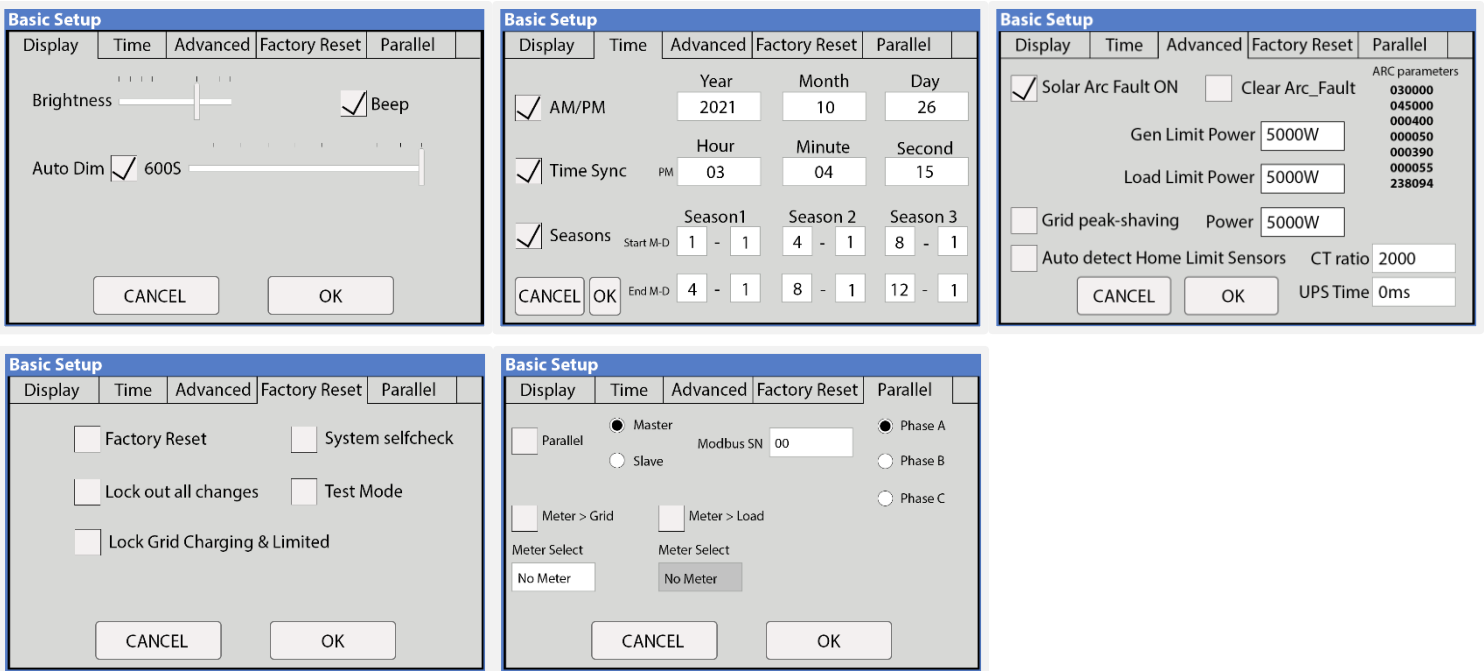 Basic Setup
Display Time Advanced Factory Reset Parallel
Brightness Beep
Auto Dim 600S
CANCEL OK
Basic Setup
Display Time Advanced Factory Reset Parallel
Year Month Day
AM/PM 2021 10 26
Hour Minute Second
Time Sync PM 03 04 15
Season1 Season 2 Season 3
Seasons Start M-D 1 - 1 4 - 1 8 - 1
CANCEL OK End M-D 4 - 1 8 - 1 12 - 1
Basic Setup
Display Time Advanced Factory Reset Parallel
ARC parameters
Solar Arc Fault ON Clear Arc_Fault 030000
045000
000400
000050
Gen Limit Power 5000W
000390
000055
Load Limit Power 5000W
238094
Grid peak-shaving Power 5000W
Auto detect Home Limit Sensors CT ratio 2000
CANCEL OK UPS Time 0ms
Basic Setup
Display Time Advanced Factory Reset Parallel
Factory Reset System selfcheck
Lock out all changes Test Mode
Lock Grid Charging & Limited
CANCEL OK
Basic Setup
Display Time Advanced Factory Reset Parallel
Master Phase A
Parallel Modbus SN 00
Slave Phase B
Phase C
Meter > Grid Meter > Load
Meter Select Meter Select
No Meter No Meter
CANCEL OK